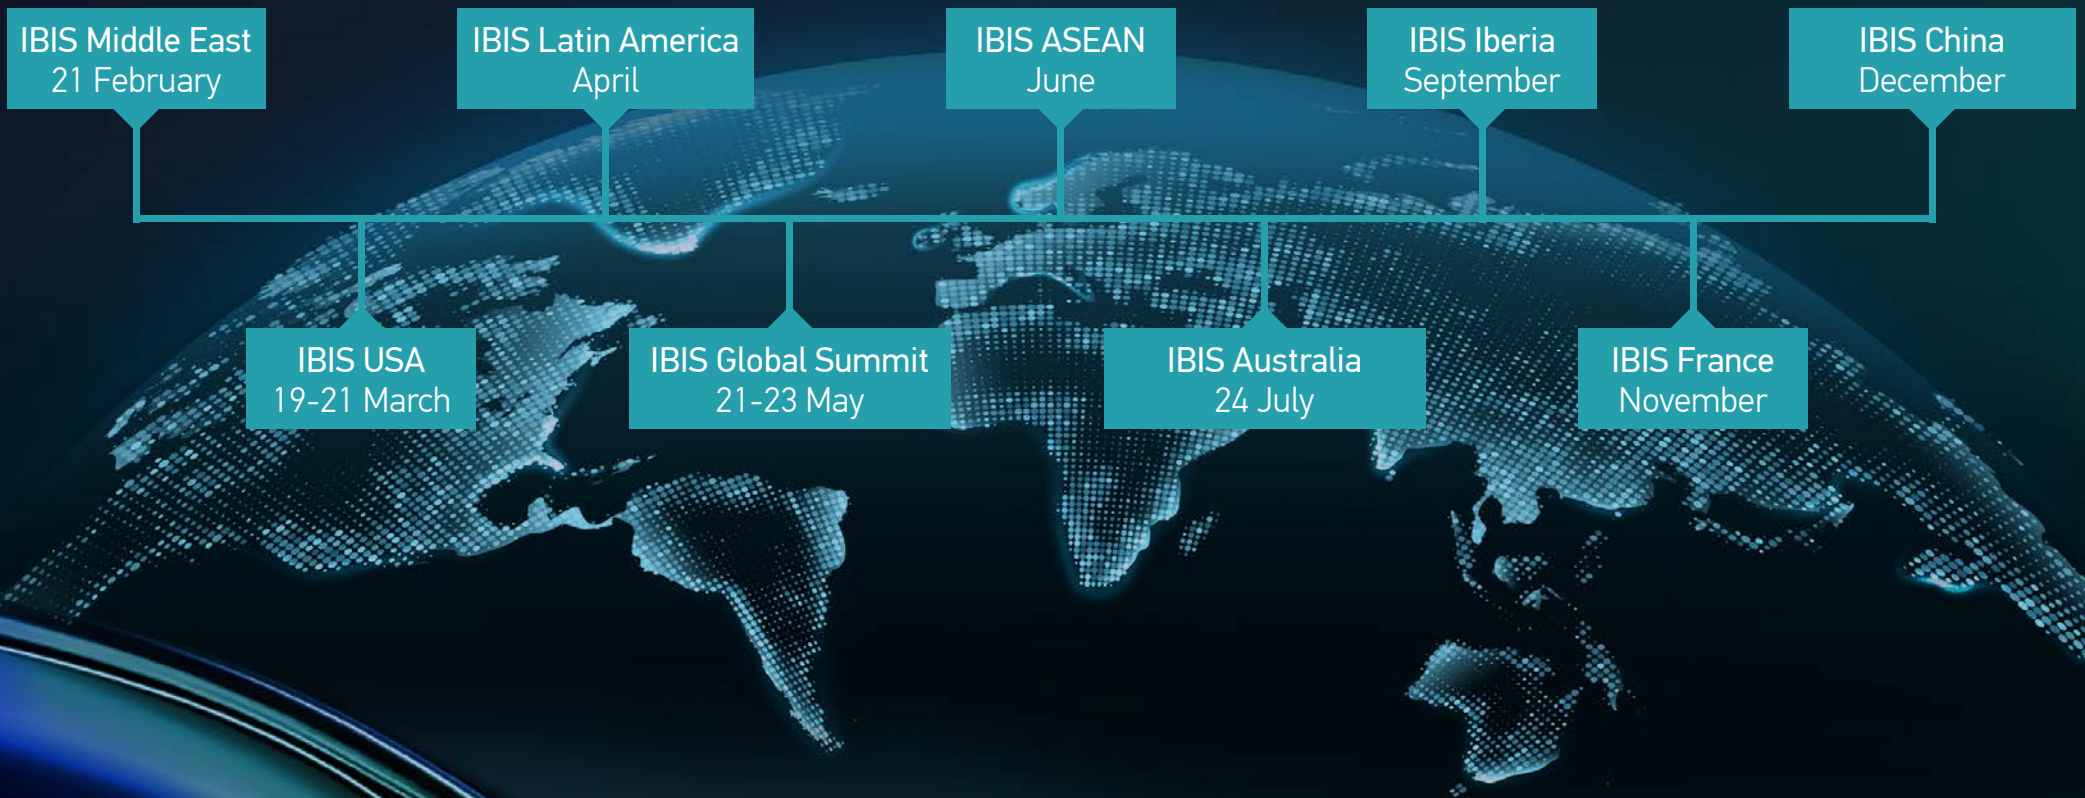 IBIS Middle East
21 February
IBIS Latin America
April
IBIS ASEAN
June
IBIS Iberia
September
IBIS China
December
IBIS USA
19-21 March
IBIS Global Summit
21-23 May
IBIS Australia
24 July
IBIS France
November